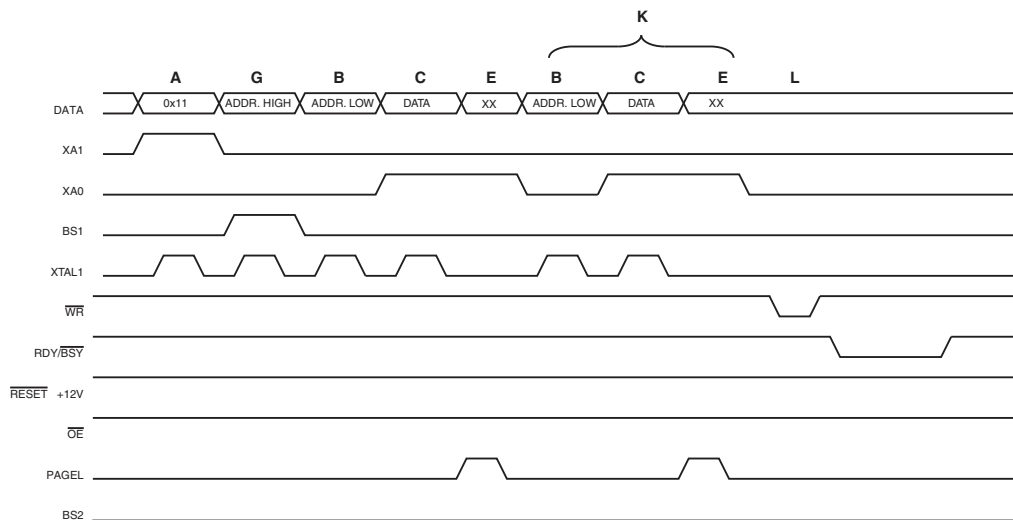 K
A G B C E B C E L
DATA 0x11 ADDR. HIGH ADDR. LOW DATA XX ADDR. LOW DATA XX
XA1
XA0
BS1
XTAL1
WR
RDY/BSY
RESET +12V
OE
PAGEL
BS2